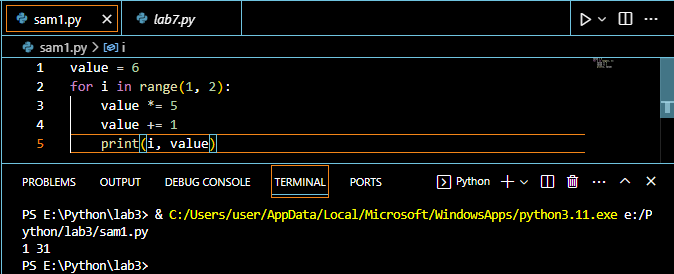 sam1.py lab7.py
sam1.py > i
1 value = 6
2 for i in range(1, 2):
3     value *= 5
4     value += 1
5     print(i, value)
PROBLEMS OUTPUT DEBUG CONSOLE TERMINAL PORTS Python
PS E:\Python\lab3> & C:/Users/user/AppData/Local/Microsoft/WindowsApps/python3.11.exe e:/P
ython/lab3/sam1.py
1 31
PS E:\Python\lab3>